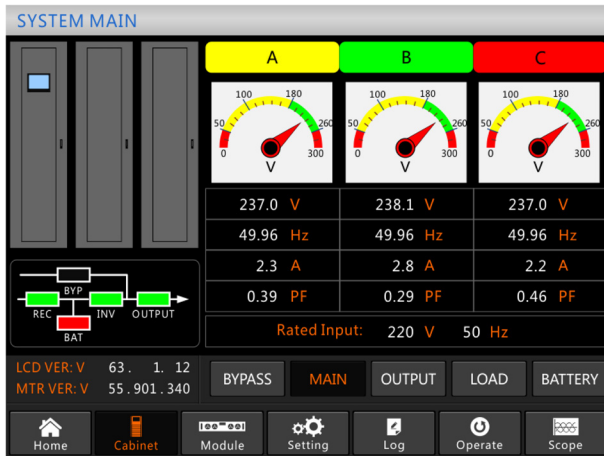 SYSTEM MAIN
A B C
100 180 100 180 100 180
50 260 50 260 50 260
0 300 0 300 0 300
V V V
237.0 V 238.1 V 237.0 V
49.96 Hz 49.96 Hz 49.96 Hz
2.3 A 2.8 A 2.2 A
0.39 PF 0.29 PF 0.46 PF
Rated Input: 220 V 50 Hz
BYP
REC INV OUTPUT
BAT
LCD VER: V 63. 1. 12
MTR VER: V 55.901.340
BYPASS MAIN OUTPUT LOAD BATTERY
Home Cabinet Module Setting Log Operate Scope